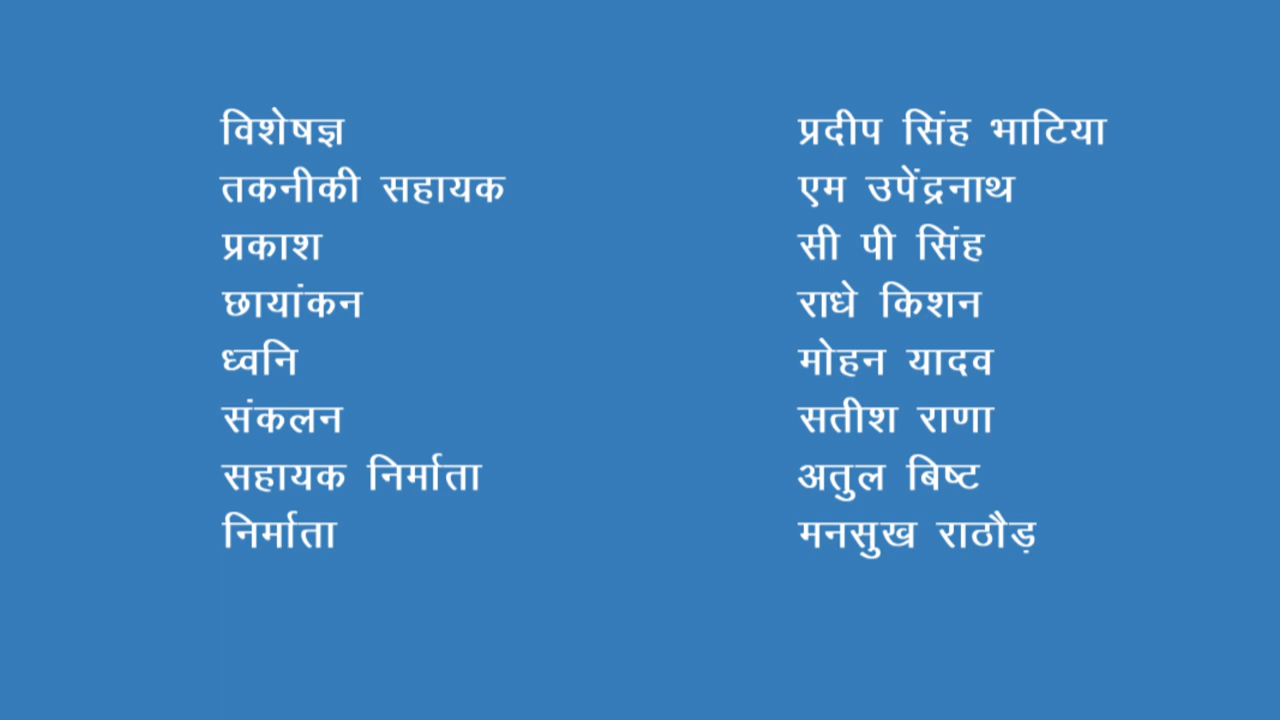 विशेषज्ञ प्रदीप सिंह भाटिया
तकनीकी सहायक एम उपेंद्रनाथ
प्रकाश सी पी सिंह
छायांकन राधे किशन
ध्वनि मोहन यादव
संकलन सतीश राणा
सहायक निर्माता अतुल बिष्ट
निर्माता मनसुख राठौड़